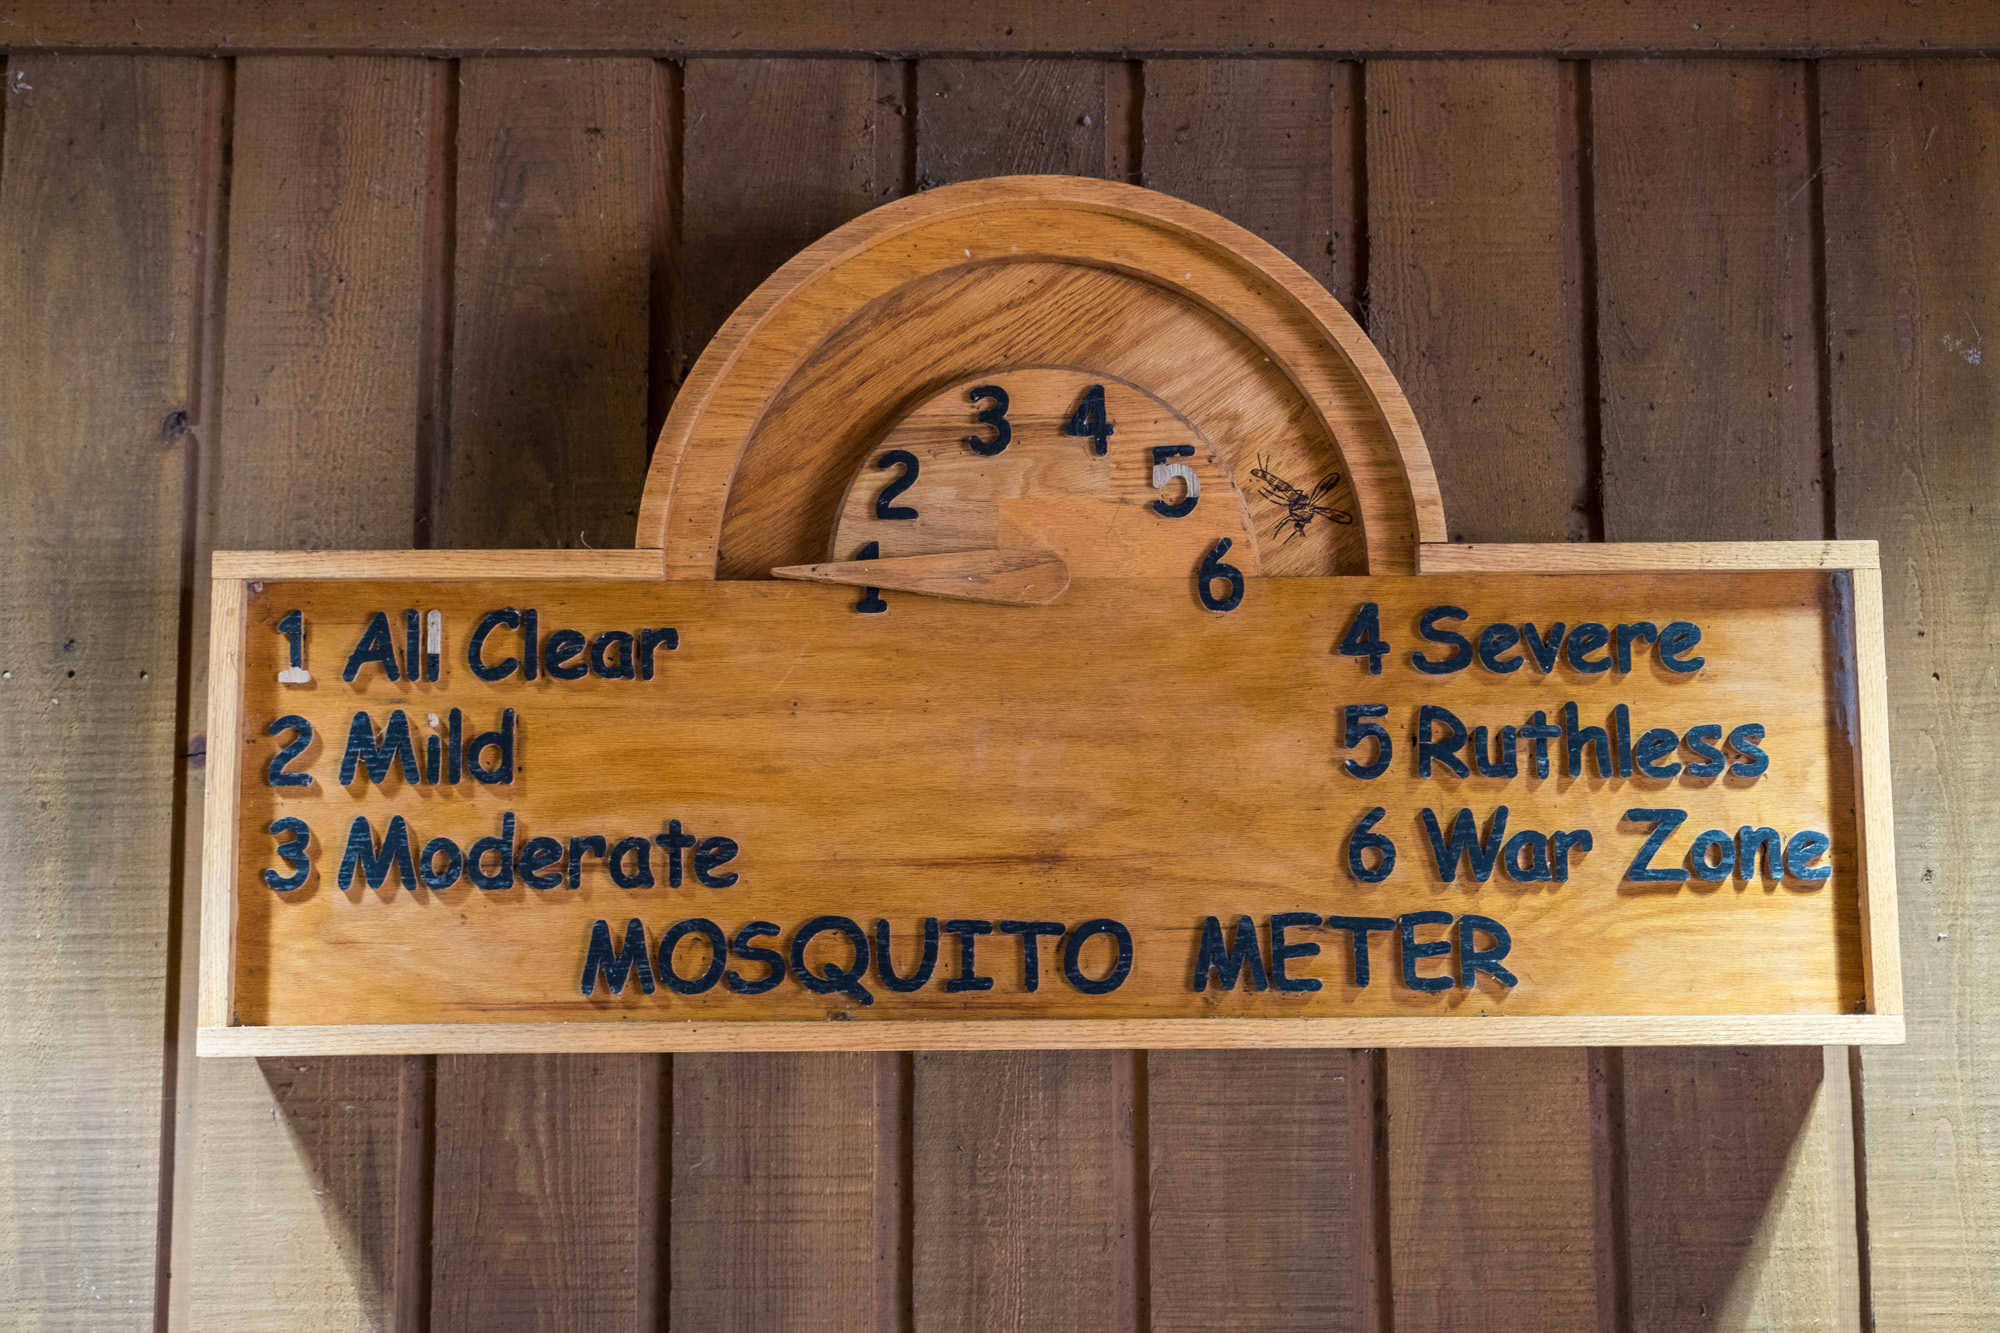 3 4
2 5
1 6
1 All Clear
2 Mild
3 Moderate
4 Severe
5 Ruthless
6 War Zone
MOSQUITO METER